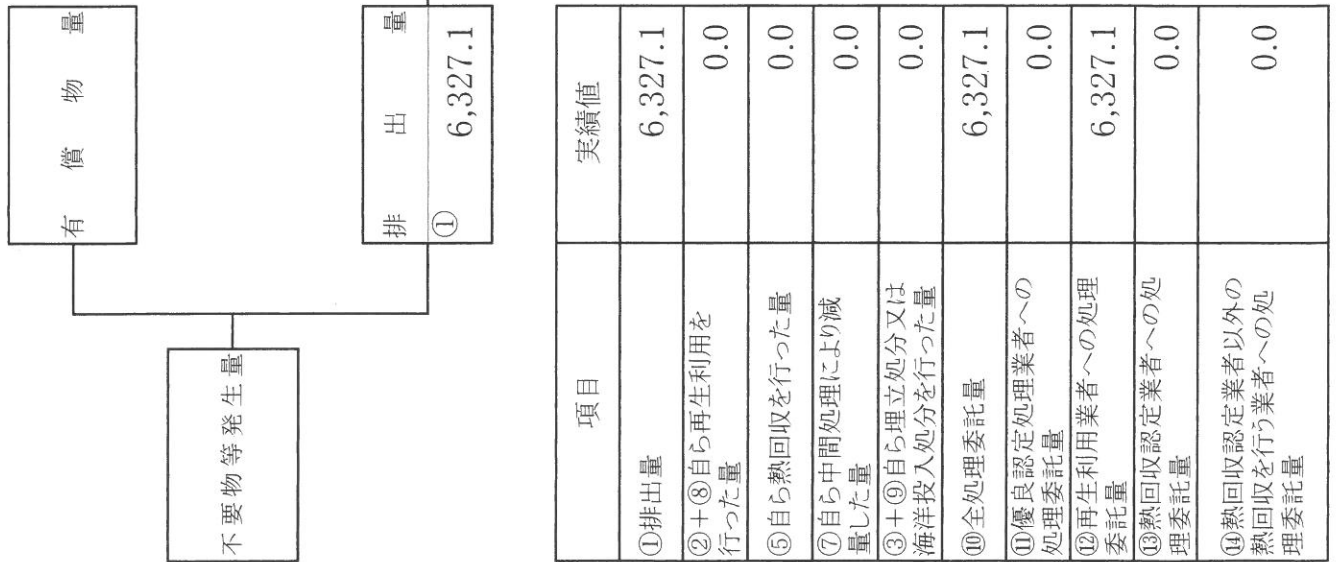 不要物等発生量
有償物量
排出量
① 6,327.1
項目 実績値
①排出量 6,327.1
②+⑧自ら再生利用を
行った量 0.0
⑤自ら熱回収を行った量 0.0
⑦自ら中間処理により減
量した量 0.0
③+⑨自ら埋立処分又は
海洋投入処分を行った量 0.0
⑩全処理委託量 6,327.1
⑪優良認定処理業者への
処理委託量 0.0
⑫再生利用業者への処理
委託量 6,327.1
⑬熱回収認定業者への処
理委託量 0.0
⑭熱回収認定業者以外の
熱回収を行う業者への処
理委託量 0.0